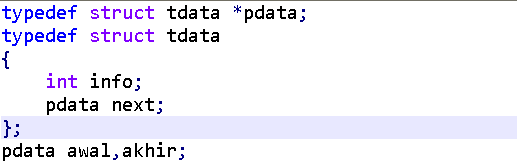 typedef struct tdata *pdata;
typedef struct tdata
{
    int info;
    pdata next;
};
pdata awal,akhir;